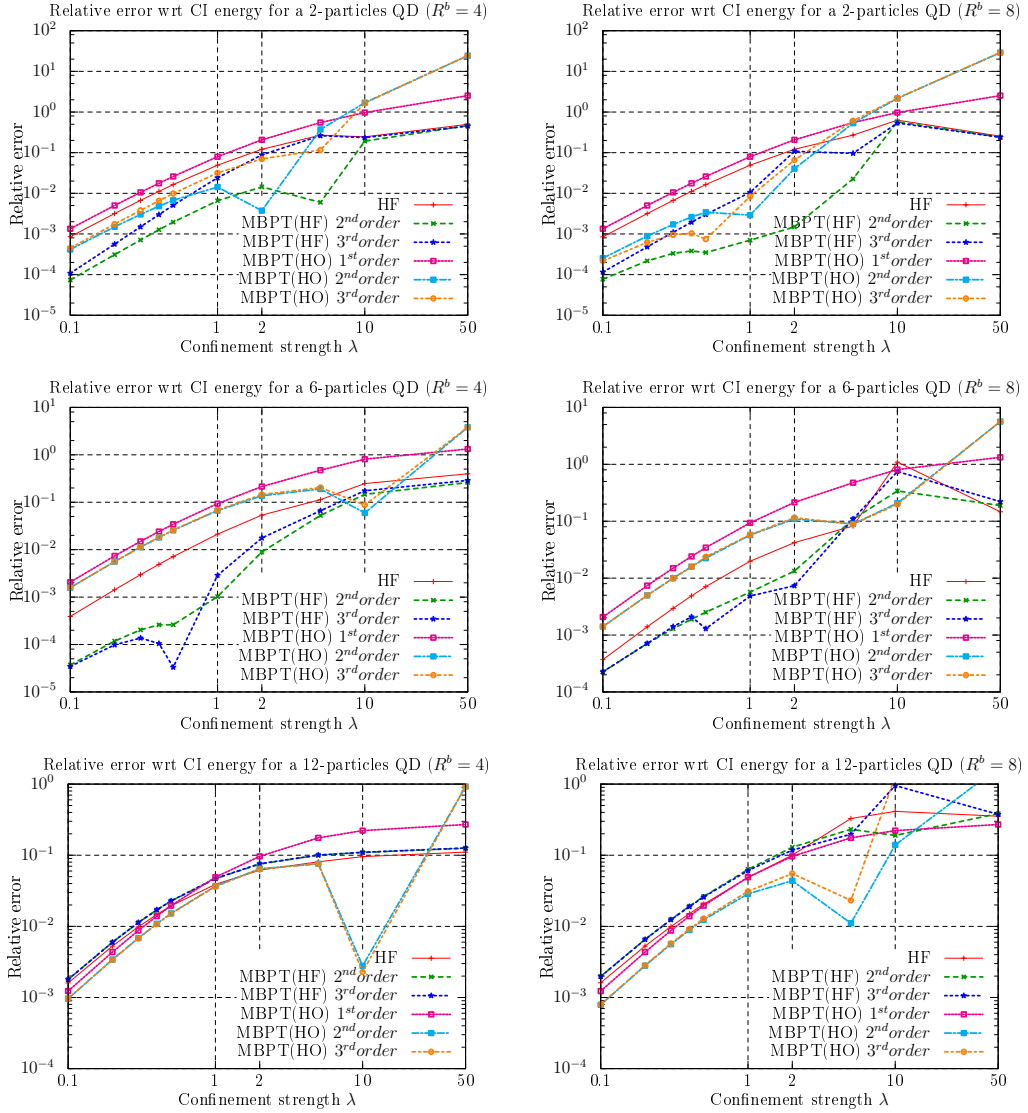 Relative error wrt CI energy for a 2-particles QD (R^b = 4)
10^2
10^1
10^0
10^-1
10^-2
10^-3
10^-4
10^-5
Relative error
HF
MBPT(HF) 2^nd order
MBPT(HF) 3^rd order
MBPT(HO) 1^st order
MBPT(HO) 2^nd order
MBPT(HO) 3^rd order
0.1 1 2 10 50
Confinement strength λ
Relative error wrt CI energy for a 2-particles QD (R^b = 8)
10^2
10^1
10^0
10^-1
10^-2
10^-3
10^-4
10^-5
Relative error
HF
MBPT(HF) 2^nd order
MBPT(HF) 3^rd order
MBPT(HO) 1^st order
MBPT(HO) 2^nd order
MBPT(HO) 3^rd order
0.1 1 2 10 50
Confinement strength λ
Relative error wrt CI energy for a 6-particles QD (R^b = 4)
10^1
10^0
10^-1
10^-2
10^-3
10^-4
10^-5
Relative error
HF
MBPT(HF) 2^nd order
MBPT(HF) 3^rd order
MBPT(HO) 1^st order
MBPT(HO) 2^nd order
MBPT(HO) 3^rd order
0.1 1 2 10 50
Confinement strength λ
Relative error wrt CI energy for a 6-particles QD (R^b = 8)
10^1
10^0
10^-1
10^-2
10^-3
10^-4
Relative error
HF
MBPT(HF) 2^nd order
MBPT(HF) 3^rd order
MBPT(HO) 1^st order
MBPT(HO) 2^nd order
MBPT(HO) 3^rd order
0.1 1 2 10 50
Confinement strength λ
Relative error wrt CI energy for a 12-particles QD (R^b = 4)
10^0
10^-1
10^-2
10^-3
10^-4
Relative error
HF
MBPT(HF) 2^nd order
MBPT(HF) 3^rd order
MBPT(HO) 1^st order
MBPT(HO) 2^nd order
MBPT(HO) 3^rd order
0.1 1 2 10 50
Confinement strength λ
Relative error wrt CI energy for a 12-particles QD (R^b = 8)
10^0
10^-1
10^-2
10^-3
10^-4
Relative error
HF
MBPT(HF) 2^nd order
MBPT(HF) 3^rd order
MBPT(HO) 1^st order
MBPT(HO) 2^nd order
MBPT(HO) 3^rd order
0.1 1 2 10 50
Confinement strength λ